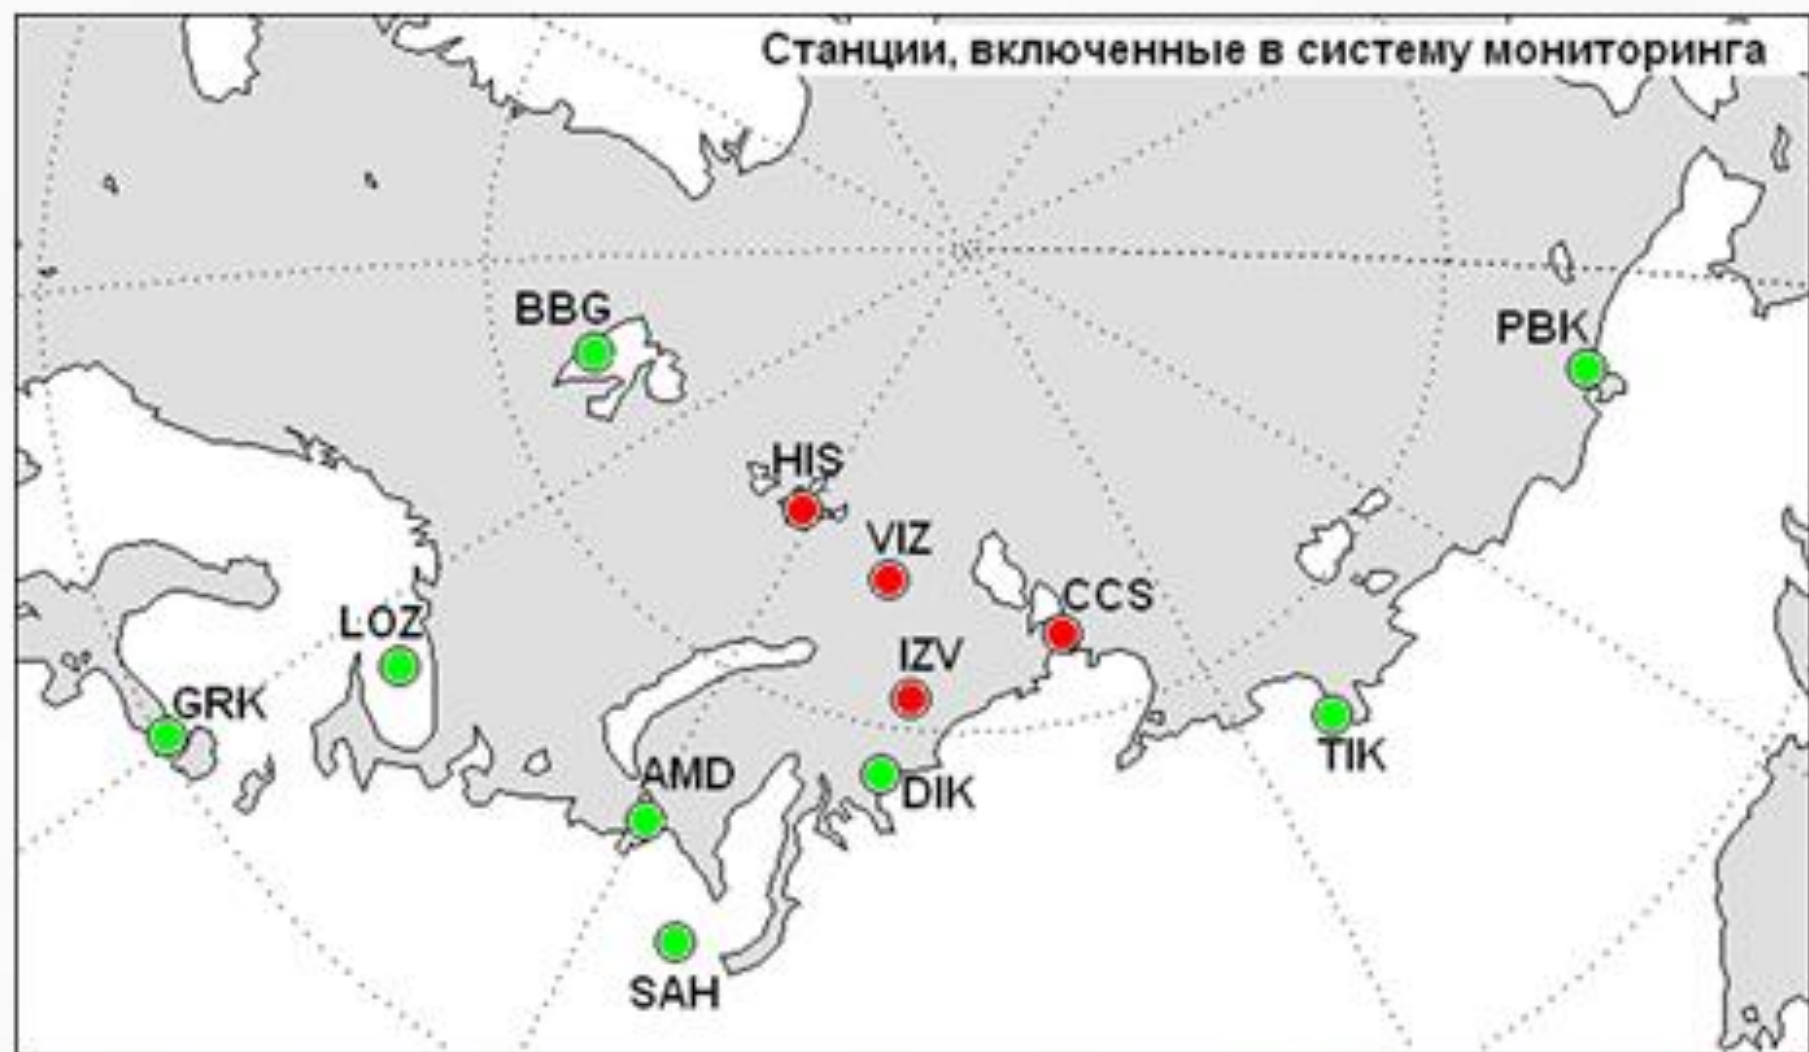 Станции, включенные в систему мониторинга
BBG
PBK
HIS
VIZ
CCS
LOZ
IZV
GRK
TIK
AMD
DIK
SAH